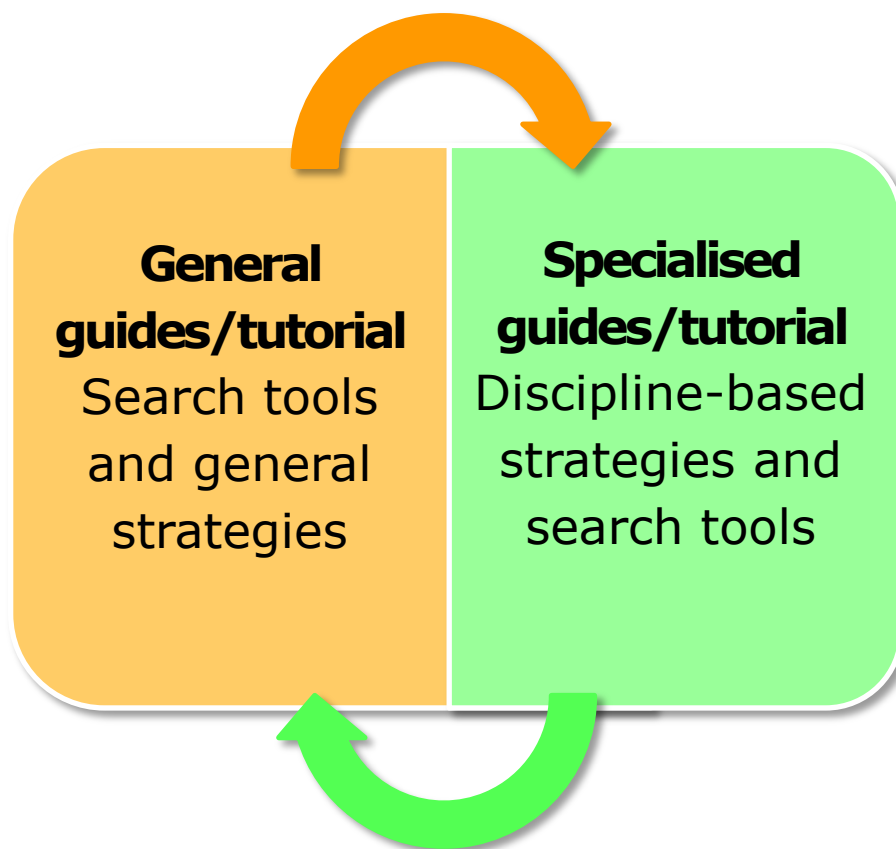 General
guides/tutorial
Search tools
and general
strategies
Specialised
guides/tutorial
Discipline-based
strategies and
search tools